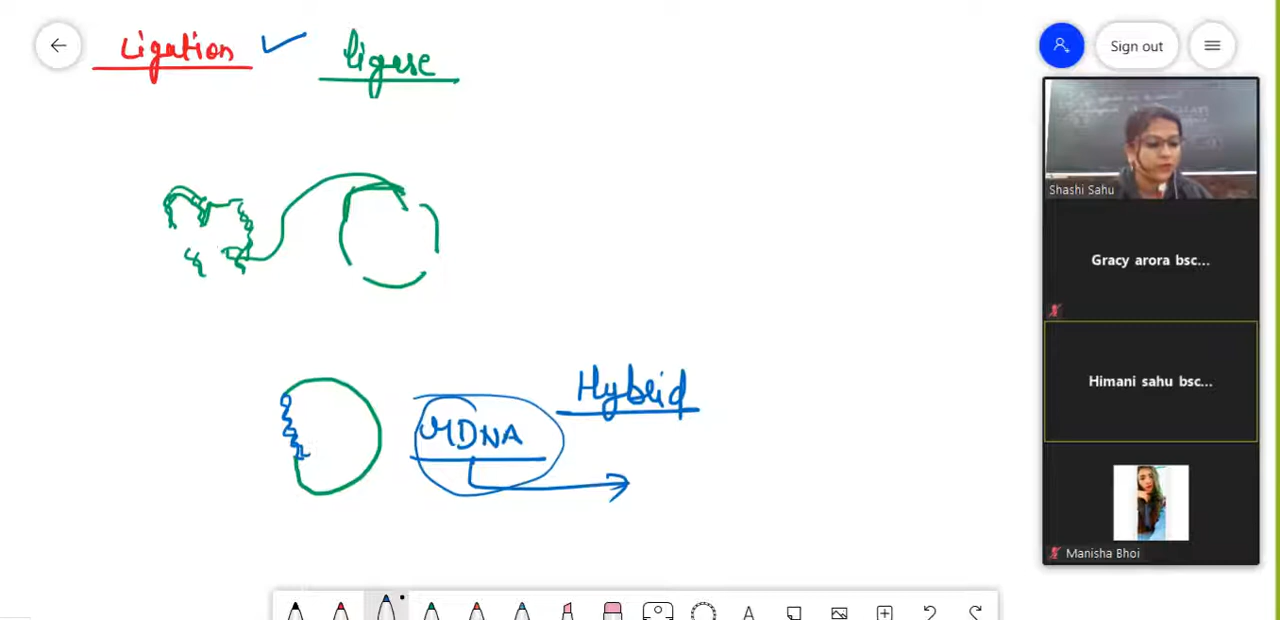 Ligation ligase
Sign out
Shashi Sahu
Gracy arora bsc...
Himani sahu bsc...
Hybrid
rDNA
Manisha Bhoi
A